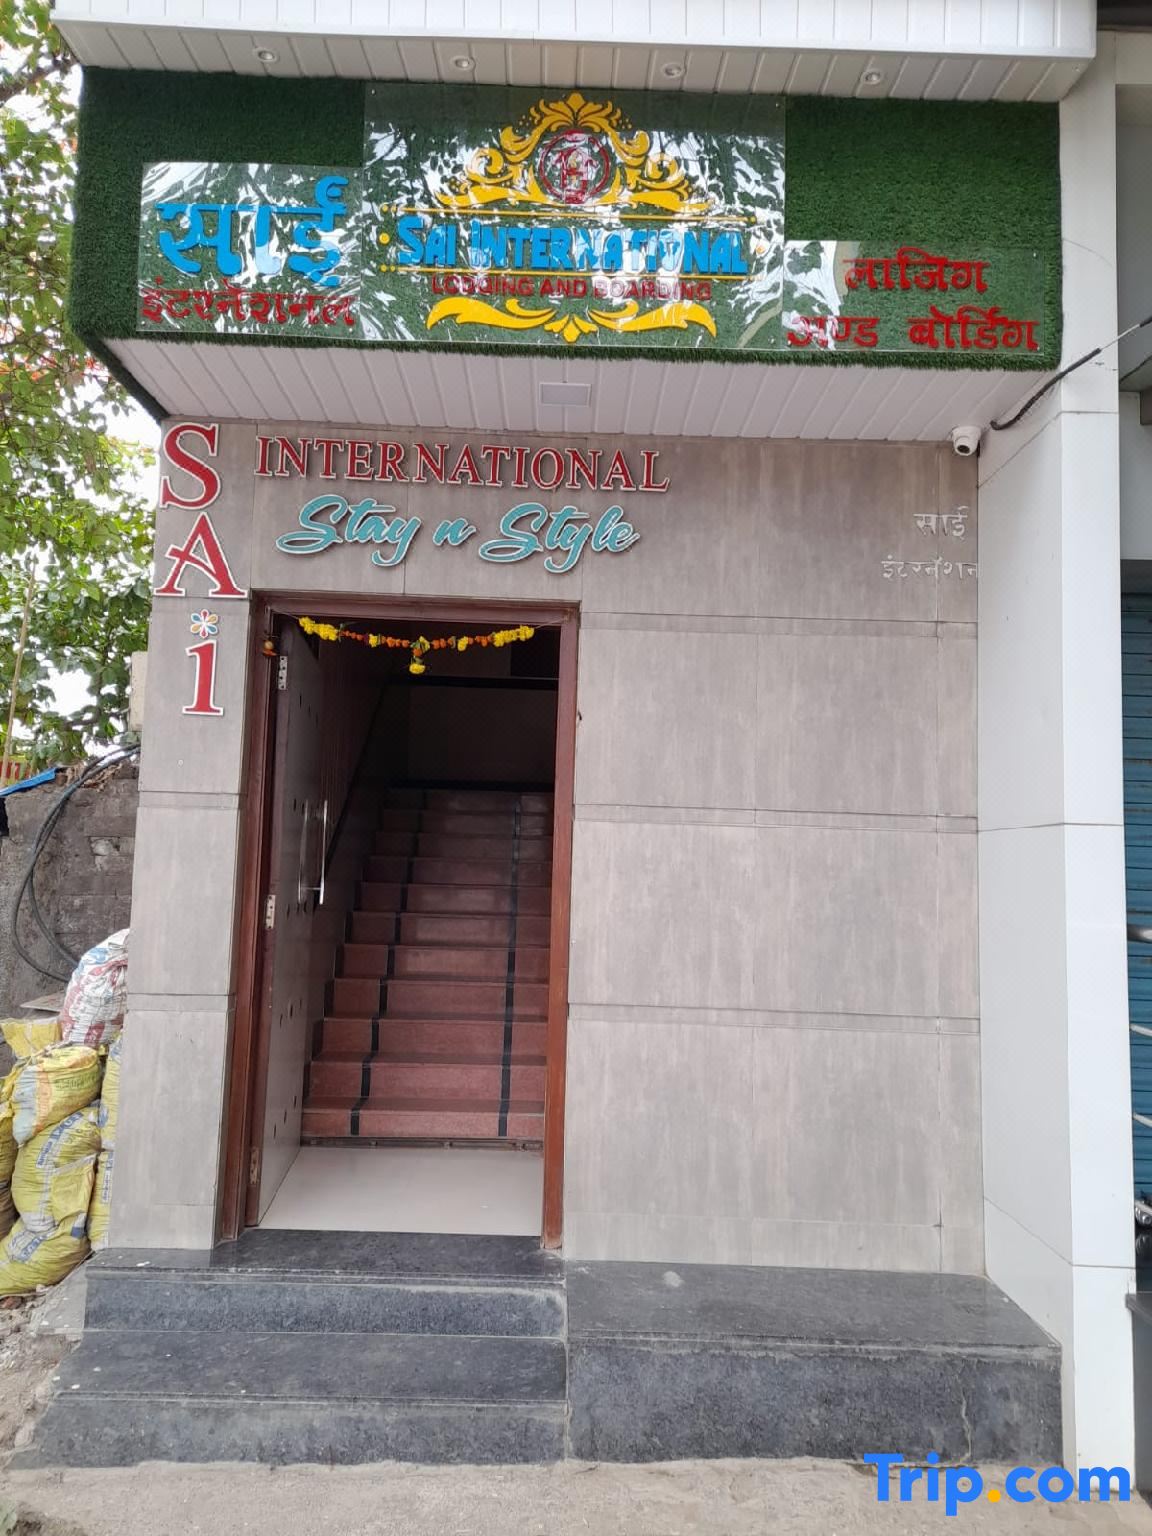 साई
इंटरनॅशनल
SAI INTERNATIONAL
LODGING AND BOARDING
लाजिग
अण्ड बोर्डिग
SAi
INTERNATIONAL
Stay n Style
साई
इंटरनॅशन
Trip.com